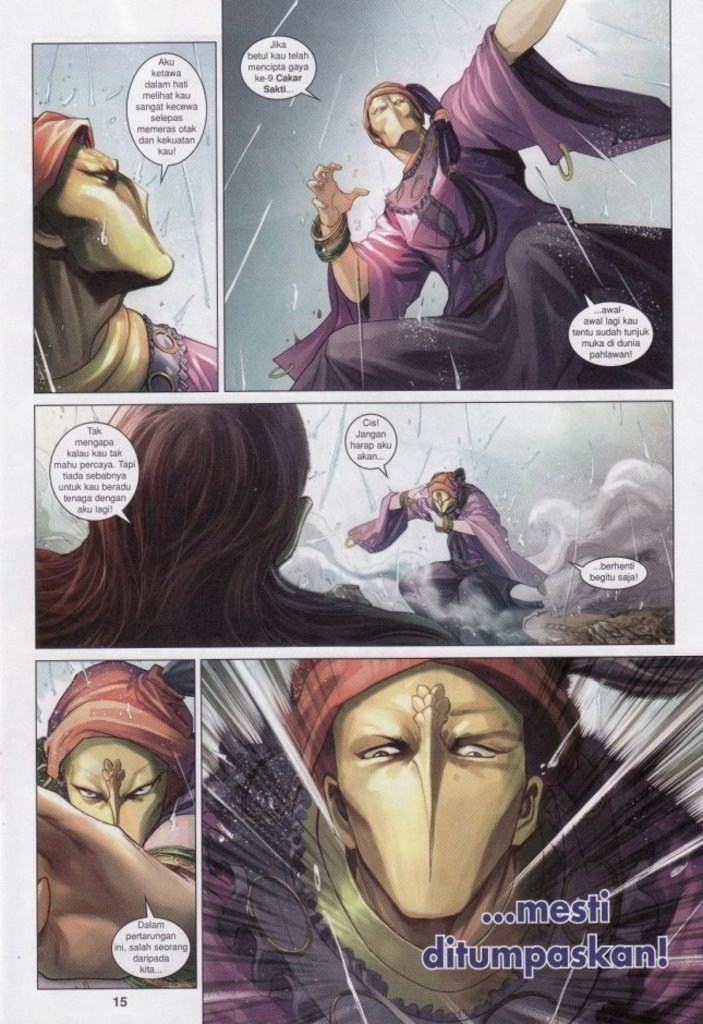 Aku
ketawa
dalam hati
melihat kau
sangat kecewa
selepas
memeras otak
dan kekuatan
kau!
Jika
betul kau telah
mencipta gaya
ke-9 Cakar
Sakti...
...awal-
awal lagi kau
tentu sudah tunjuk
muka di dunia
pahlawan!
Tak
mengapa
kalau kau tak
mahu percaya. Tapi
tiada sebabnya
untuk kau beradu
tenaga dengan
aku lagi!
Cis!
Jangan
harap aku
akan...
...berhenti
begitu saja!
Dalam
pertarungan
ini, salah seorang
daripada
kita...
...mesti
ditumpaskan!
15